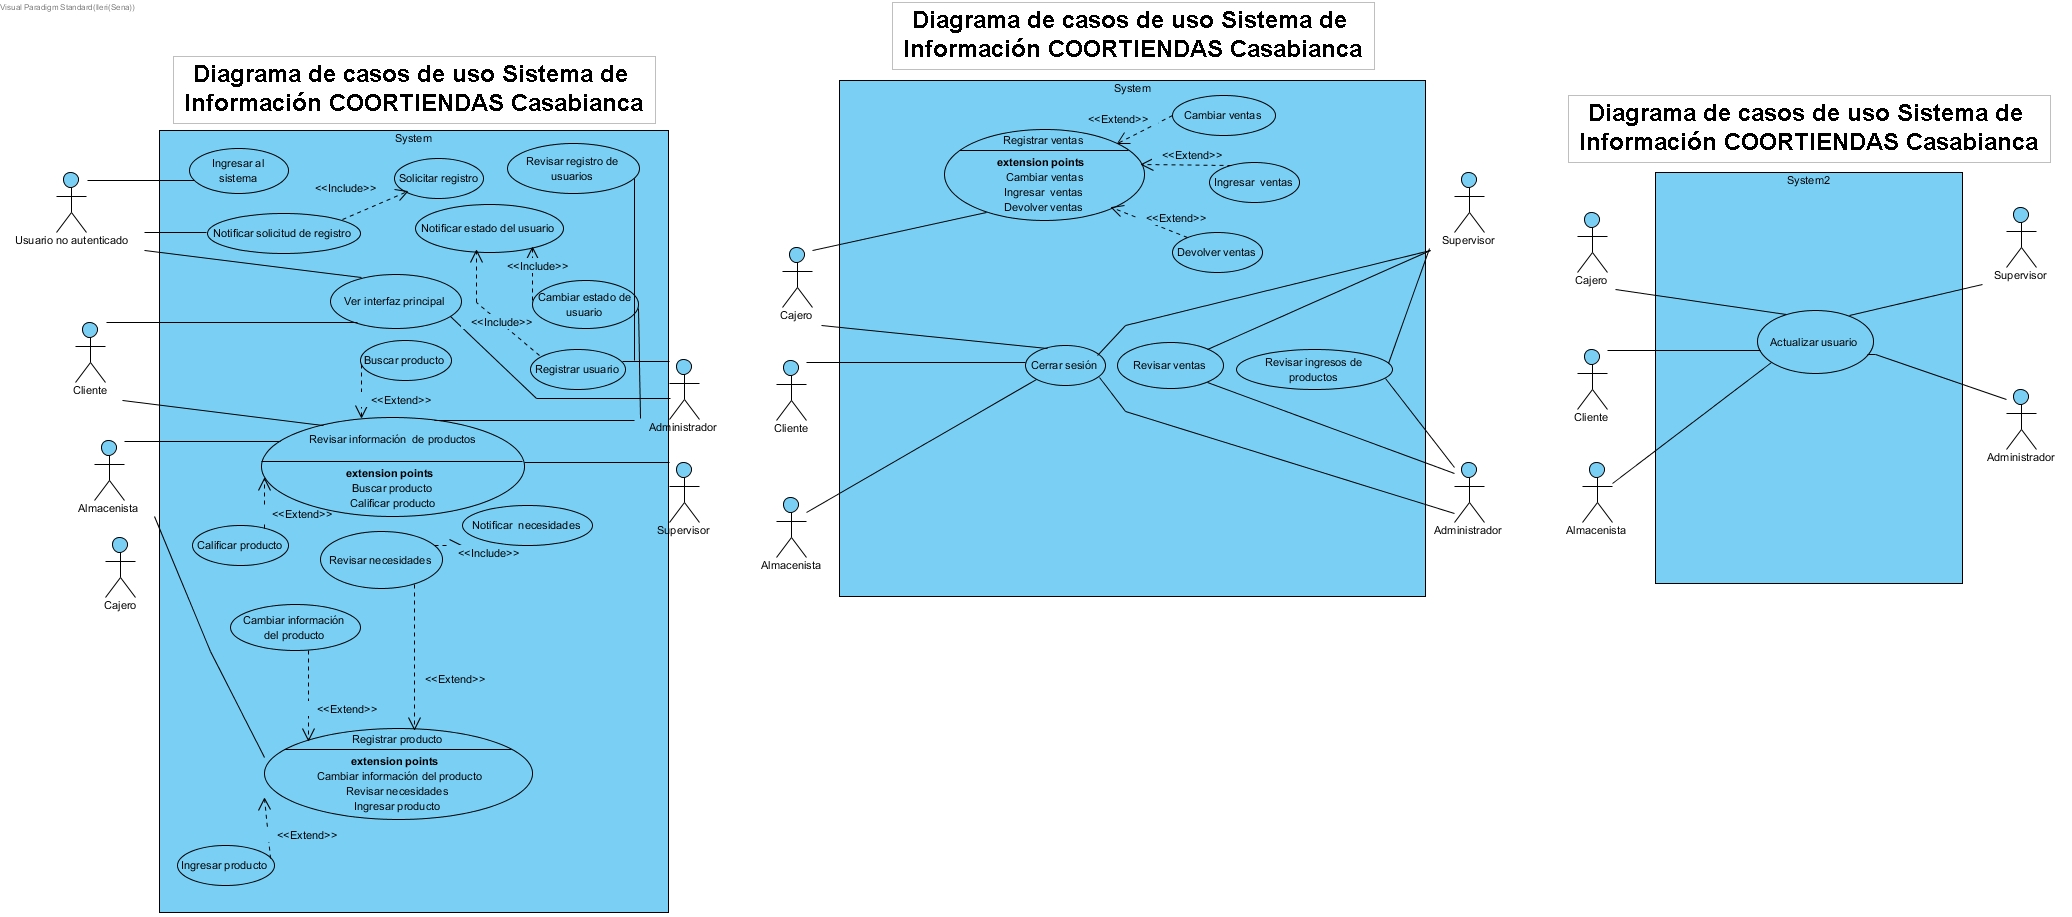 Visual Paradigm Standard(Ileri(Sena))
Diagrama de casos de uso Sistema de
Información COORTIENDAS Casabianca
System
Ingresar al
sistema
Revisar registro de
usuarios
<<Include>>
Solicitar registro
Usuario no autenticado
Notificar solicitud de registro
Notificar estado del usuario
<<Include>>
Ver interfaz principal
Cambiar estado de
usuario
<<Include>>
Buscar producto
Registrar usuario
Cliente
<<Extend>>
Administrador
Revisar información  de productos
extension points
Buscar producto
Calificar producto
Almacenista
<<Extend>>
Notificar  necesidades
Supervisor
Calificar producto
<<Include>>
Revisar necesidades
Cajero
Cambiar información
del producto
<<Extend>>
<<Extend>>
Registrar producto
extension points
Cambiar información del producto
Revisar necesidades
Ingresar producto
<<Extend>>
Ingresar producto
Diagrama de casos de uso Sistema de
Información COORTIENDAS Casabianca
System
Cambiar ventas
<<Extend>>
Registrar ventas
extension points
Cambiar ventas
Ingresar  ventas
Devolver ventas
<<Extend>>
Ingresar  ventas
<<Extend>>
Devolver ventas
Supervisor
Cajero
Cerrar sesión
Revisar ventas
Revisar ingresos de
productos
Cliente
Administrador
Almacenista
Diagrama de casos de uso Sistema de
Información COORTIENDAS Casabianca
System2
Cajero
Supervisor
Actualizar usuario
Cliente
Administrador
Almacenista